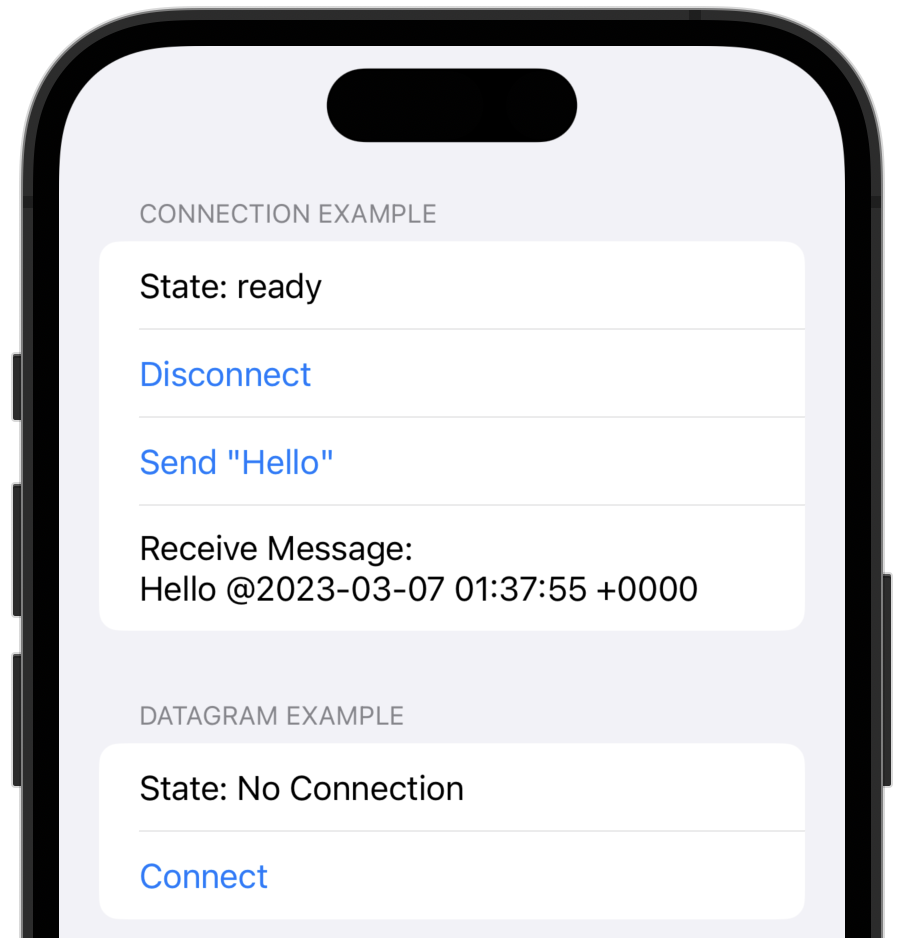 CONNECTION EXAMPLE
State: ready
Disconnect
Send "Hello"
Receive Message:
Hello @2023-03-07 01:37:55 +0000
DATAGRAM EXAMPLE
State: No Connection
Connect